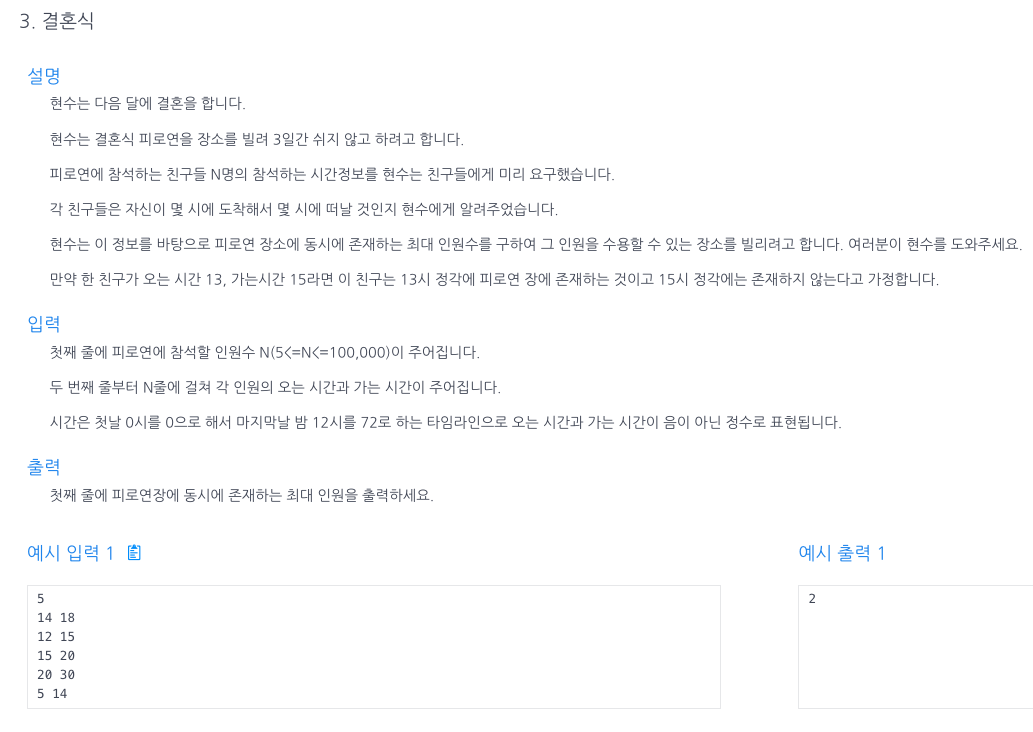 3. 결혼식
설명
현수는 다음 달에 결혼을 합니다.
현수는 결혼식 피로연을 장소를 빌려 3일간 쉬지 않고 하려고 합니다.
피로연에 참석하는 친구들 N명의 참석하는 시간정보를 현수는 친구들에게 미리 요구했습니다.
각 친구들은 자신이 몇 시에 도착해서 몇 시에 떠날 것인지 현수에게 알려주었습니다.
현수는 이 정보를 바탕으로 피로연 장소에 동시에 존재하는 최대 인원수를 구하여 그 인원을 수용할 수 있는 장소를 빌리려고 합니다. 여러분이 현수를 도와주세요.
만약 한 친구가 오는 시간 13, 가는시간 15라면 이 친구는 13시 정각에 피로연 장에 존재하는 것이고 15시 정각에는 존재하지 않는다고 가정합니다.
입력
첫째 줄에 피로연에 참석할 인원수 N(5<=N<=100,000)이 주어집니다.
두 번째 줄부터 N줄에 걸쳐 각 인원의 오는 시간과 가는 시간이 주어집니다.
시간은 첫날 0시를 0으로 해서 마지막날 밤 12시를 72로 하는 타임라인으로 오는 시간과 가는 시간이 음이 아닌 정수로 표현됩니다.
출력
첫째 줄에 피로연장에 동시에 존재하는 최대 인원을 출력하세요.
예시 입력 1
5
14 18
12 15
15 20
20 30
5 14
예시 출력 1
2